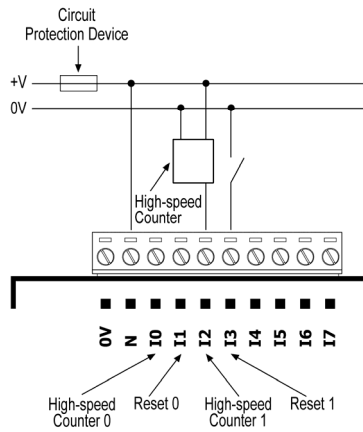 Circuit
Protection Device
+V
0V
High-speed
Counter
0V N I0 I1 I2 I3 I4 I5 I6 I7
High-speed
Counter 0
Reset 0
High-speed
Counter 1
Reset 1